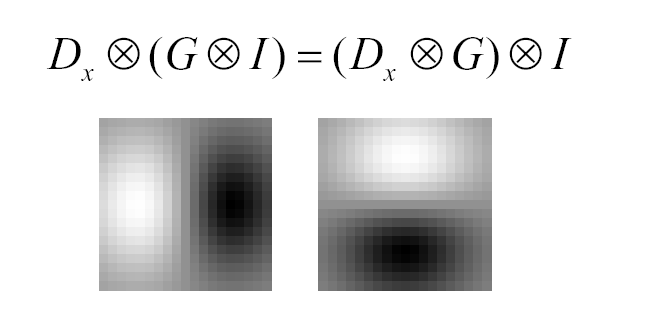 D_x ⊗ (G ⊗ I) = (D_x ⊗ G) ⊗ I